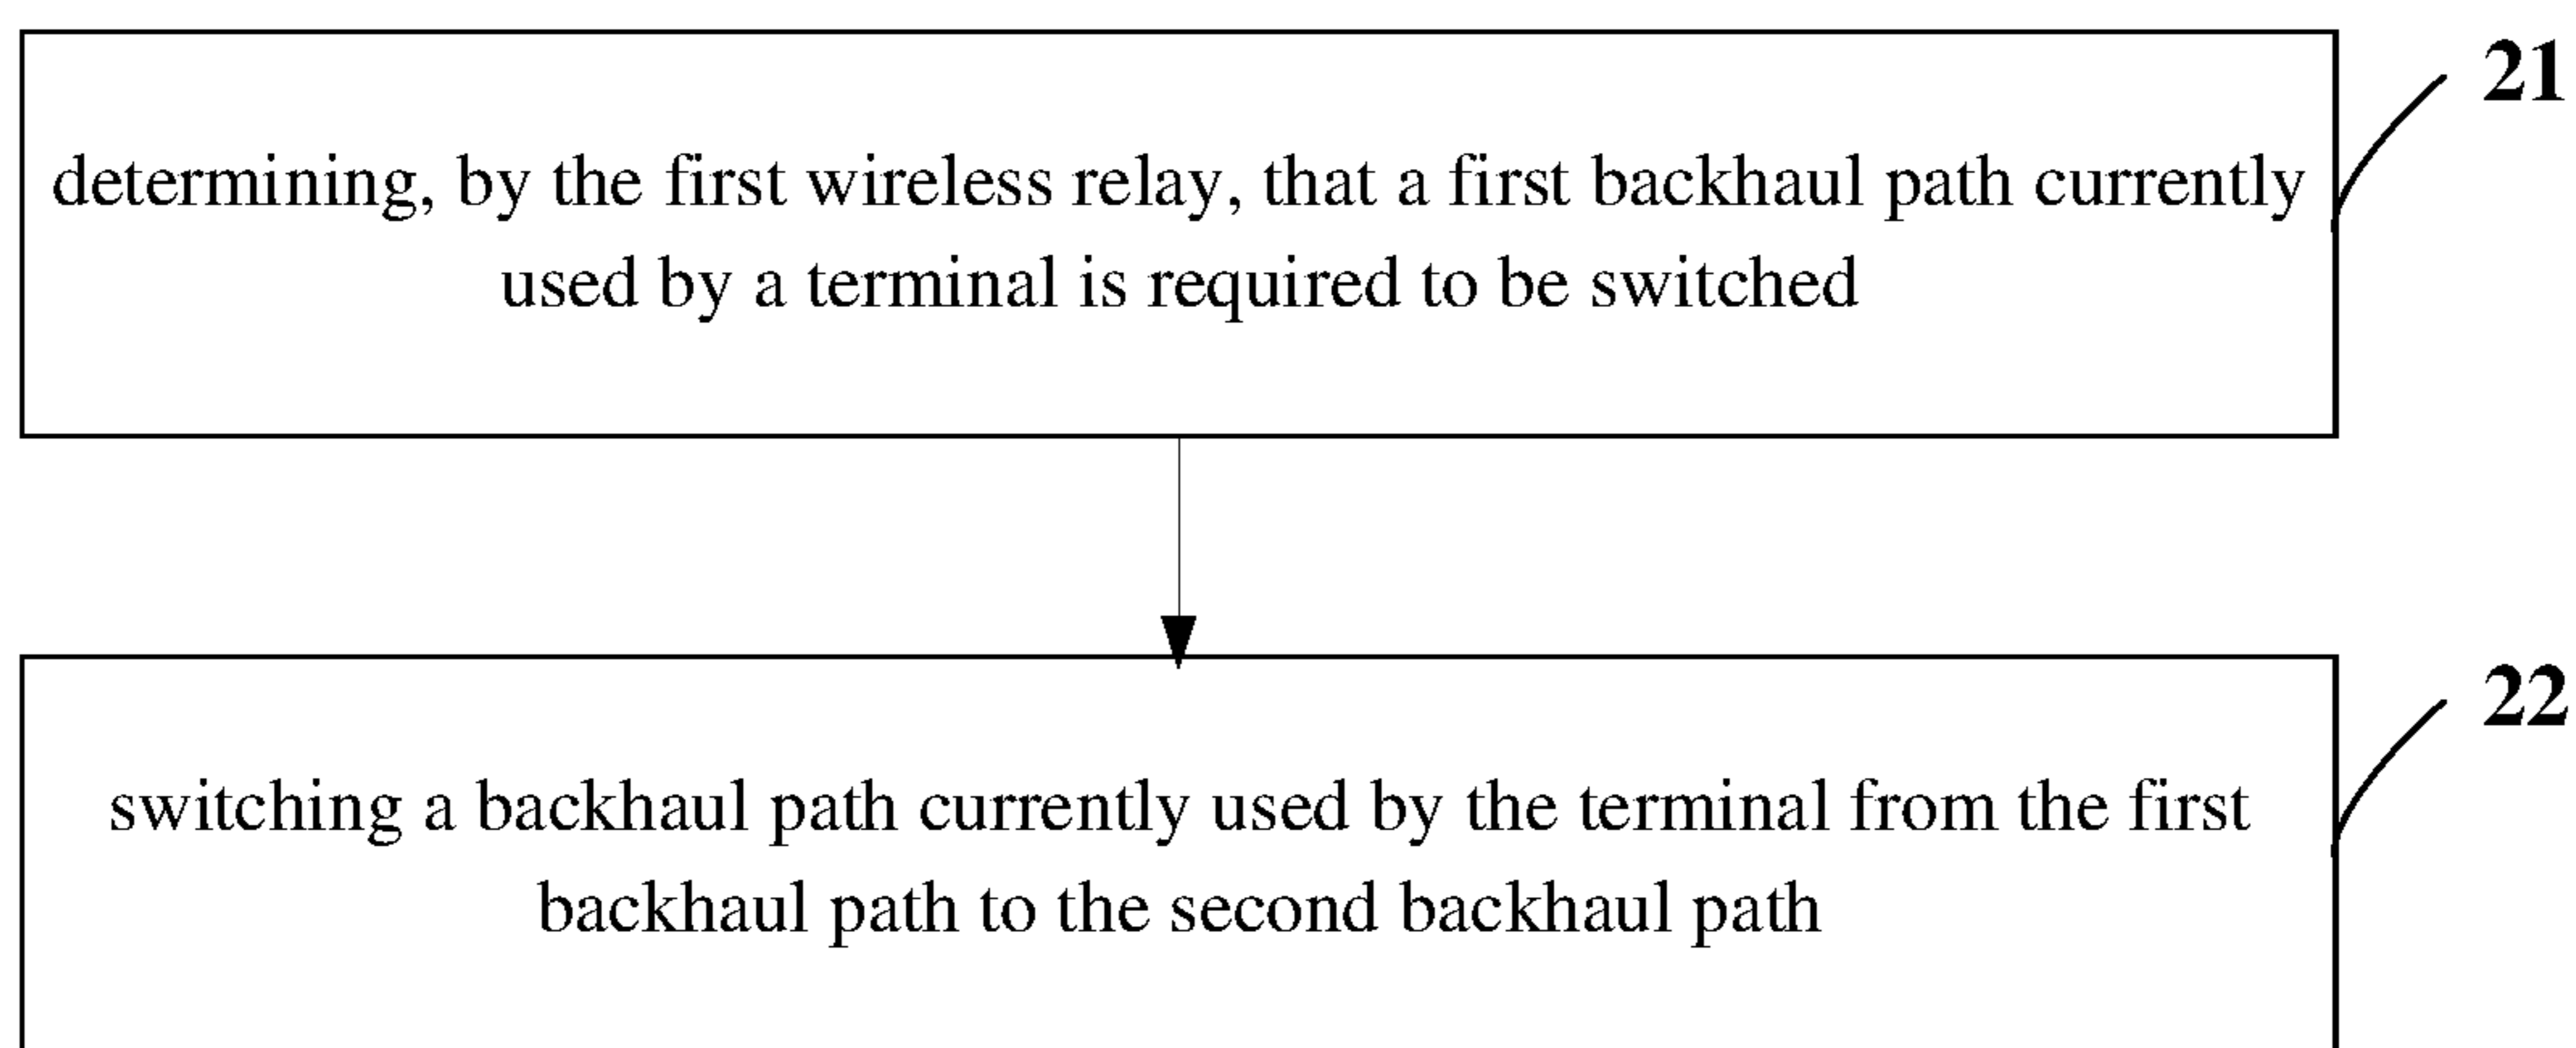 21
determining, by the first wireless relay, that a first backhaul path currently
used by a terminal is required to be switched
22
switching a backhaul path currently used by the terminal from the first
backhaul path to the second backhaul path